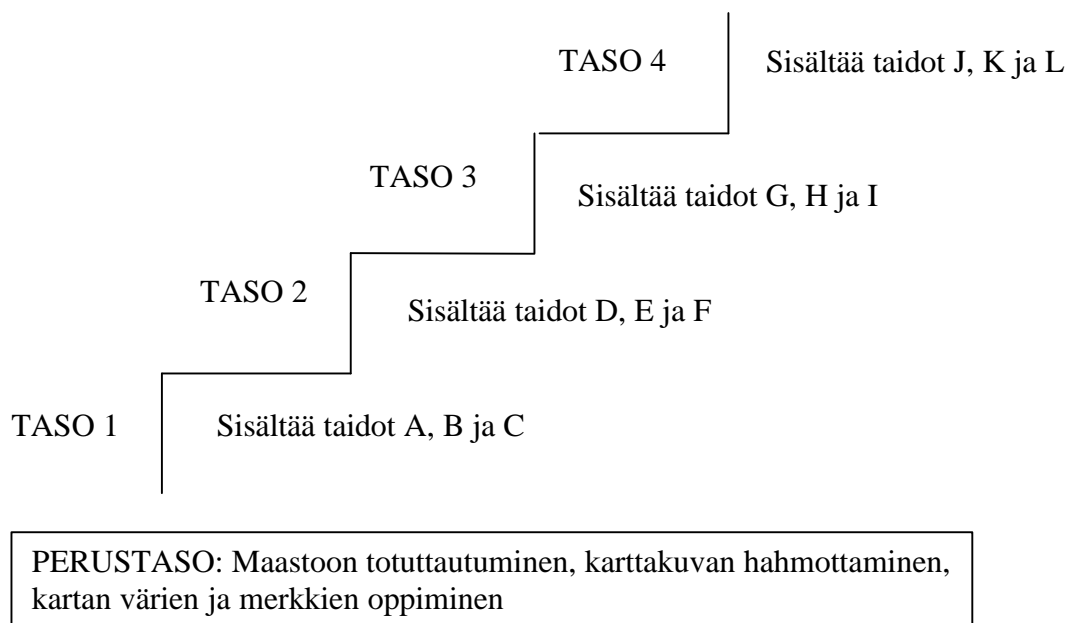 TASO 4
Sisältää taidot J, K ja L
TASO 3
Sisältää taidot G, H ja I
TASO 2
Sisältää taidot D, E ja F
TASO 1
Sisältää taidot A, B ja C
PERUSTASO: Maastoon totuttautuminen, karttakuvan hahmottaminen,
kartan värien ja merkkien oppiminen